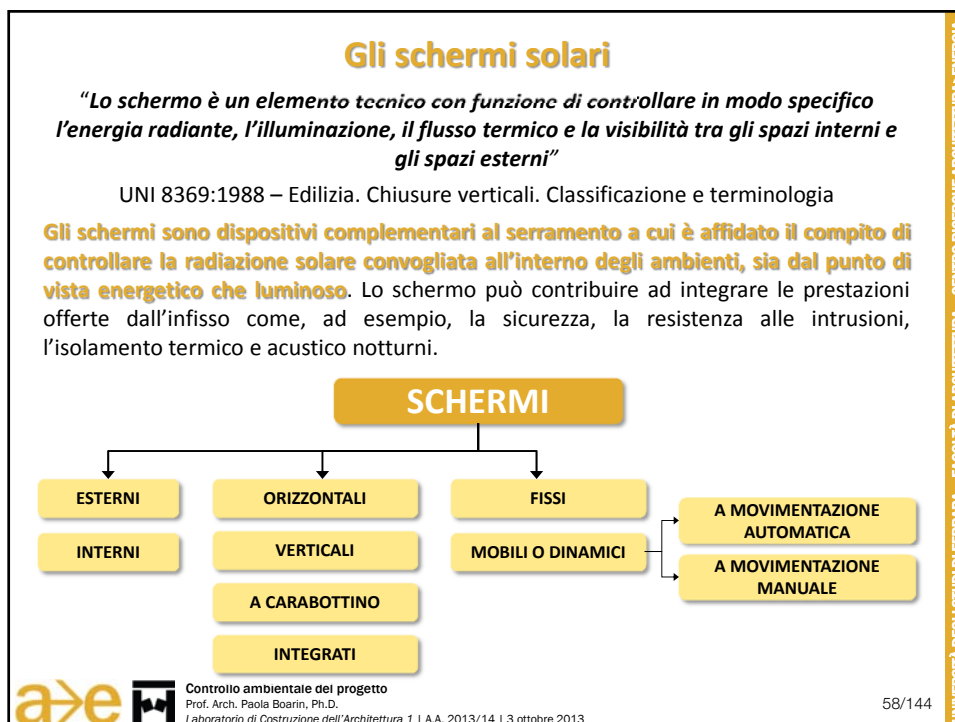 Gli schermi solari
“Lo schermo è un elemento tecnico con funzione di controllare in modo specifico
l’energia radiante, l’illuminazione, il flusso termico e la visibilità tra gli spazi interni e
gli spazi esterni”
UNI 8369:1988 – Edilizia. Chiusure verticali. Classificazione e terminologia
Gli schermi sono dispositivi complementari al serramento a cui è affidato il compito di
controllare la radiazione solare convogliata all’interno degli ambienti, sia dal punto di
vista energetico che luminoso. Lo schermo può contribuire ad integrare le prestazioni
offerte dall’infisso come, ad esempio, la sicurezza, la resistenza alle intrusioni,
l’isolamento termico e acustico notturni.
SCHERMI
ESTERNI
INTERNI
ORIZZONTALI
VERTICALI
A CARABOTTINO
INTEGRATI
FISSI
MOBILI O DINAMICI
A MOVIMENTAZIONE
AUTOMATICA
A MOVIMENTAZIONE
MANUALE
a>e
Controllo ambientale del progetto
Prof. Arch. Paola Boarin, Ph.D.
Laboratorio di Costruzione dell’Architettura 1 | A.A. 2013/14 | 3 ottobre 2013
58/144